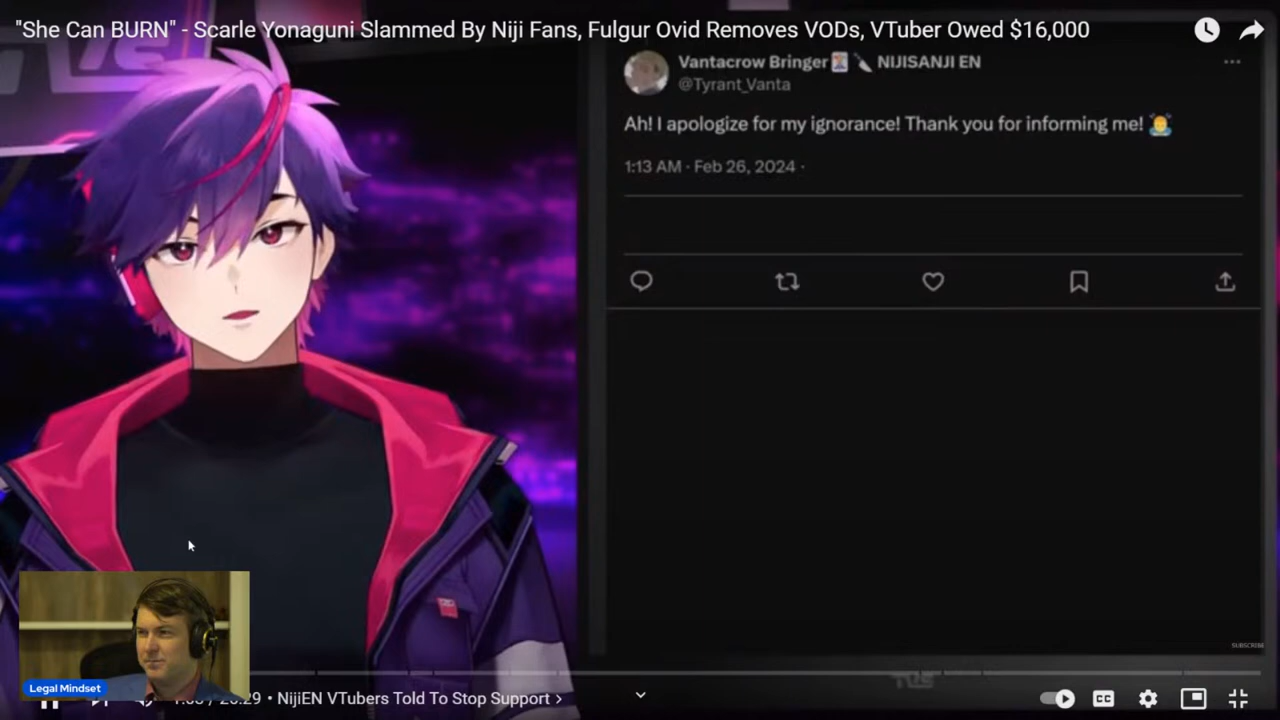 "She Can BURN" - Scarle Yonaguni Slammed By Niji Fans, Fulgur Ovid Removes VODs, VTuber Owed $16,000
Vantacrow Bringer🃏🔪 NIJISANJI EN
@Tyrant_Vanta
Ah! I apologize for my ignorance! Thank you for informing me! 🙇‍♂️
1:13 AM · Feb 26, 2024 ·
SUBSCRIBE
Legal Mindset
• NijiEN VTubers Told To Stop Support >
CC